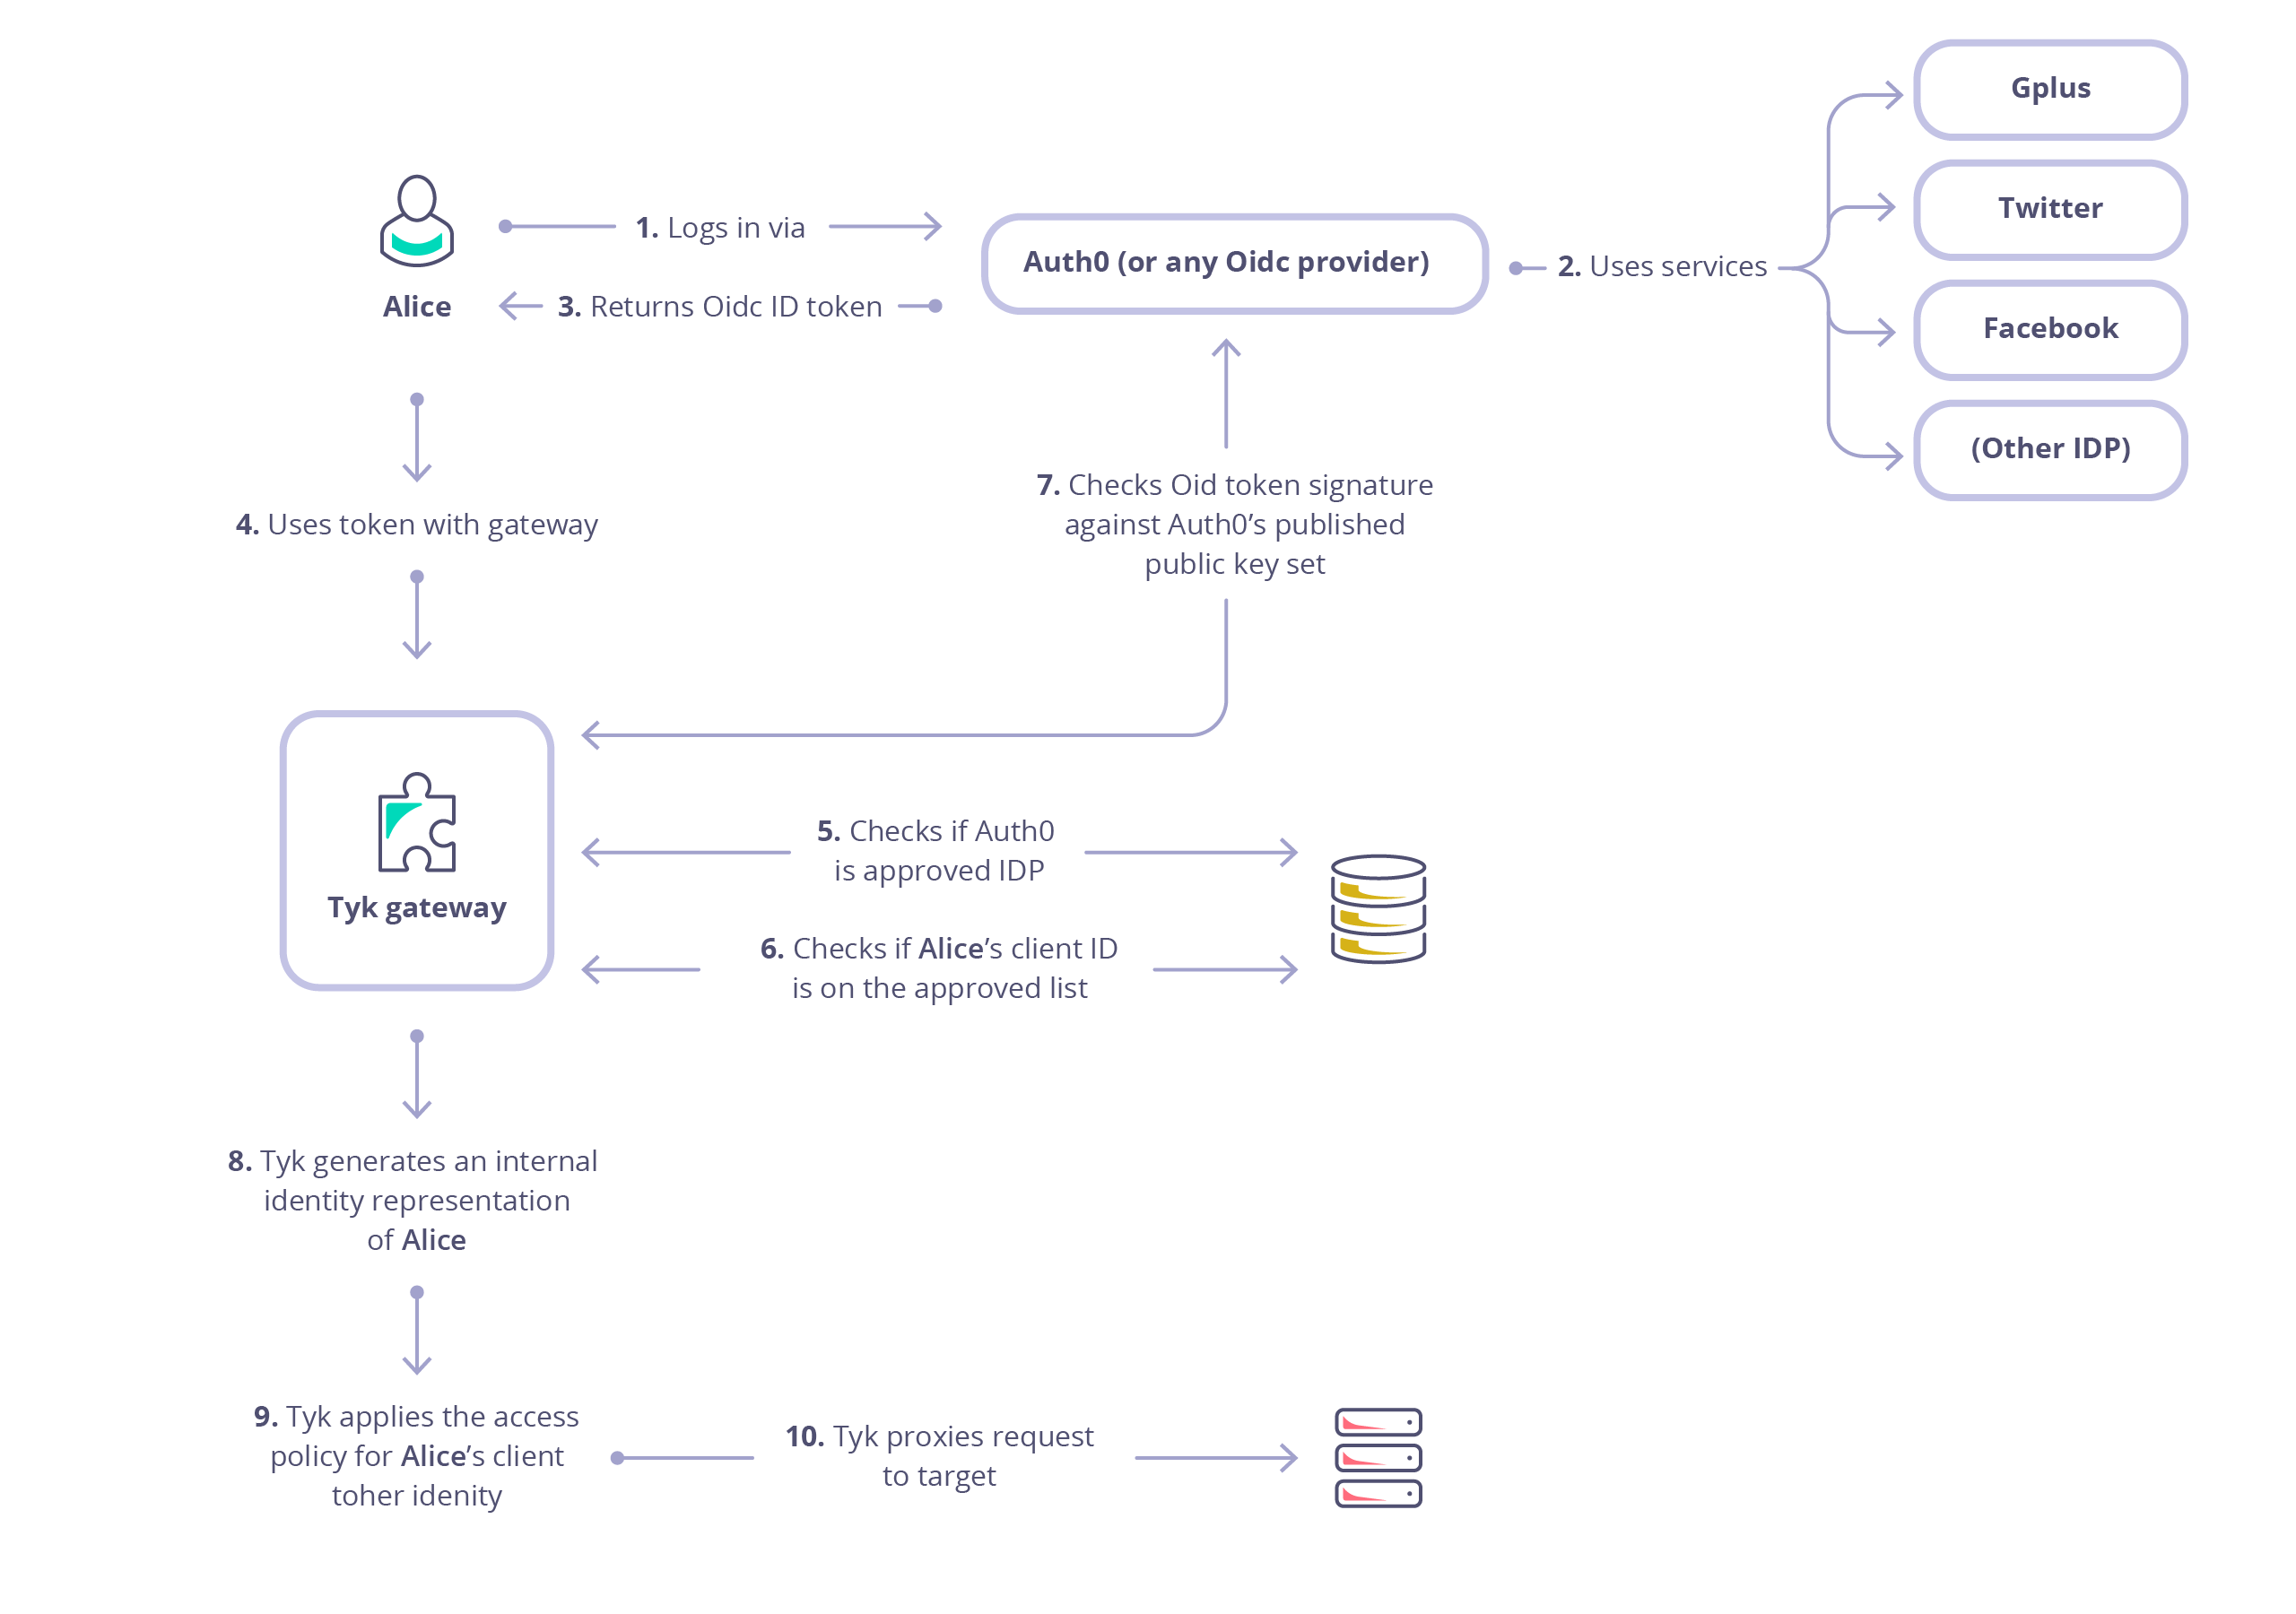 Gplus
Twitter
Facebook
(Other IDP)
1. Logs in via
Auth0 (or any Oidc provider)
2. Uses services
Alice
3. Returns Oidc ID token
4. Uses token with gateway
7. Checks Oid token signature
against Auth0’s published
public key set
Tyk gateway
5. Checks if Auth0
is approved IDP
6. Checks if Alice’s client ID
is on the approved list
8. Tyk generates an internal
identity representation
of Alice
9. Tyk applies the access
policy for Alice’s client
toher idenity
10. Tyk proxies request
to target